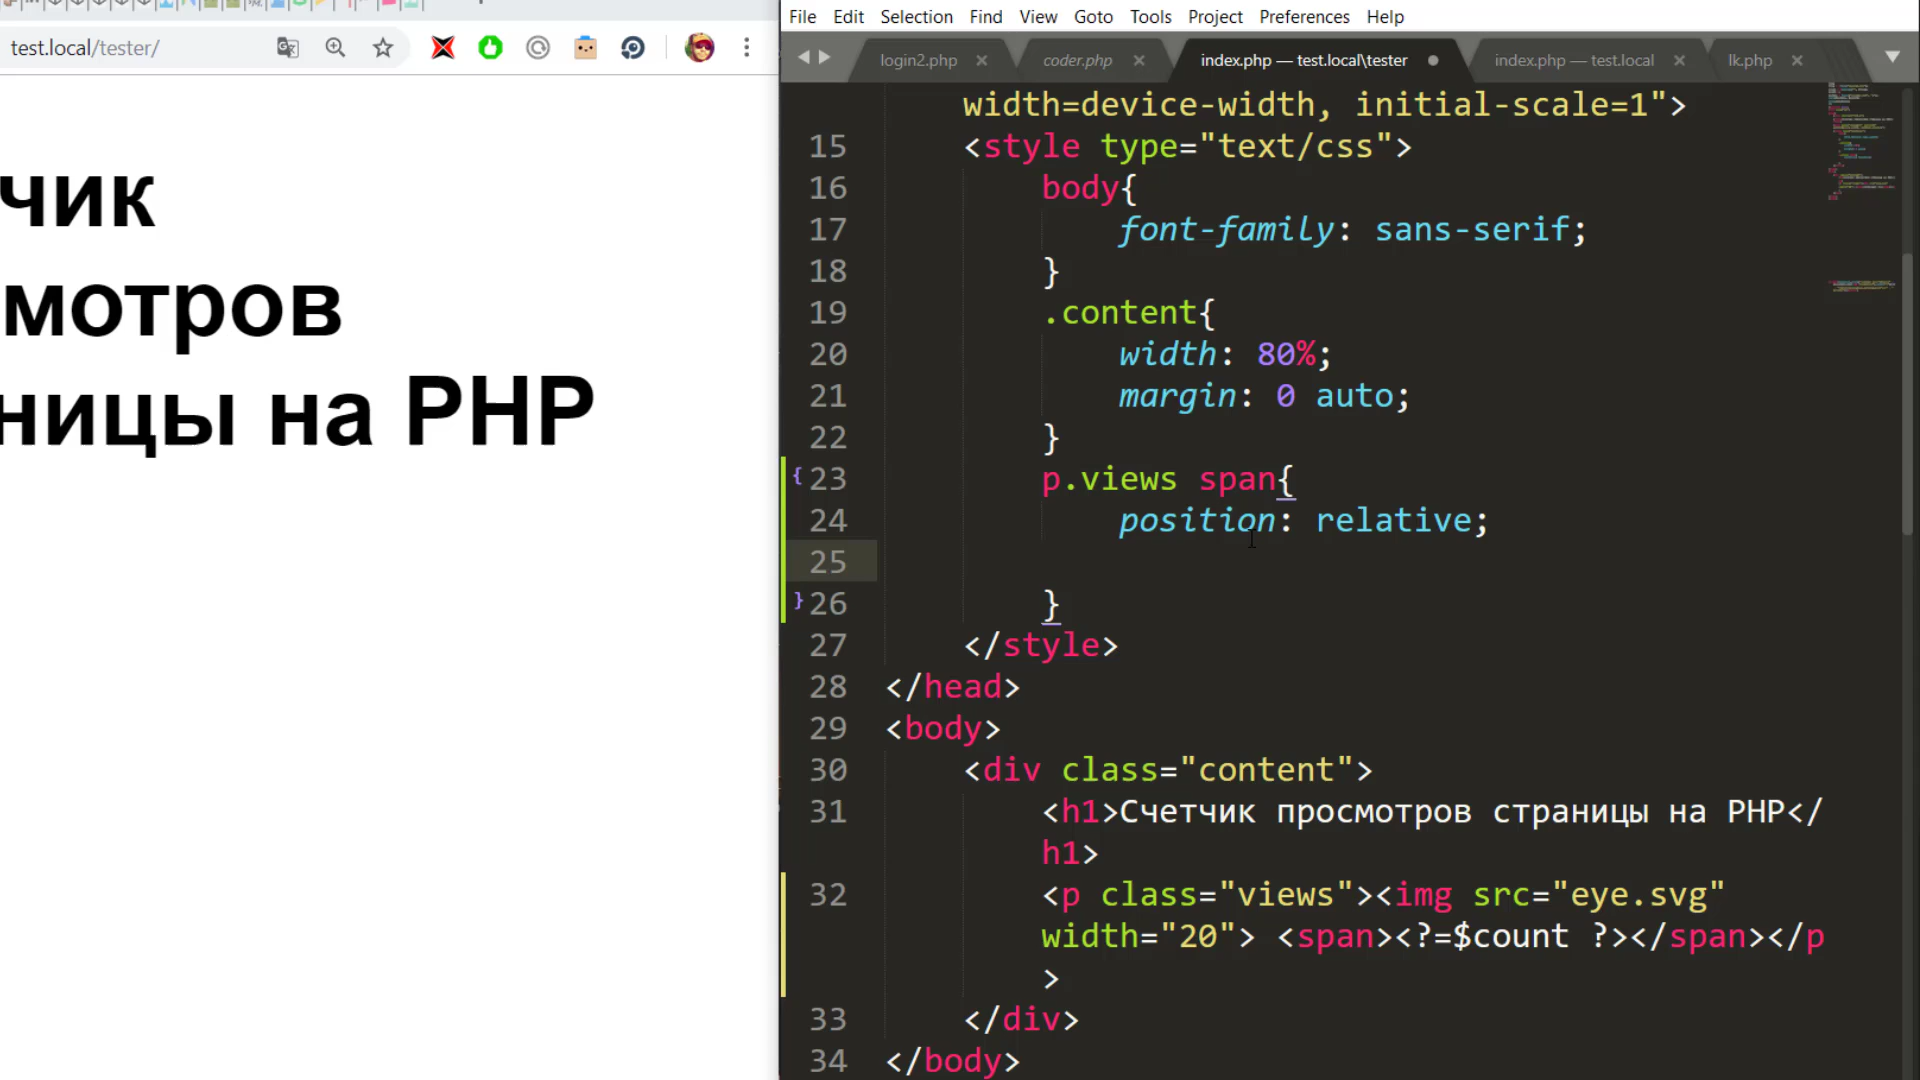 File Edit Selection Find View Goto Tools Project Preferences Help
test.local/tester/
login2.php × coder.php × index.php — test.local\tester index.php — test.local × lk.php ×
чик
мотров
ницы на PHP
width=device-width, initial-scale=1">
15 <style type="text/css">
16 body{
17 font-family: sans-serif;
18 }
19 .content{
20 width: 80%;
21 margin: 0 auto;
22 }
{ 23 p.views span{
24 position: relative;
25
} 26 }
27 </style>
28 </head>
29 <body>
30 <div class="content">
31 <h1>Счетчик просмотров страницы на PHP</
h1>
32 <p class="views"><img src="eye.svg"
width="20"> <span><?=$count ?></span></p
>
33 </div>
34 </body>